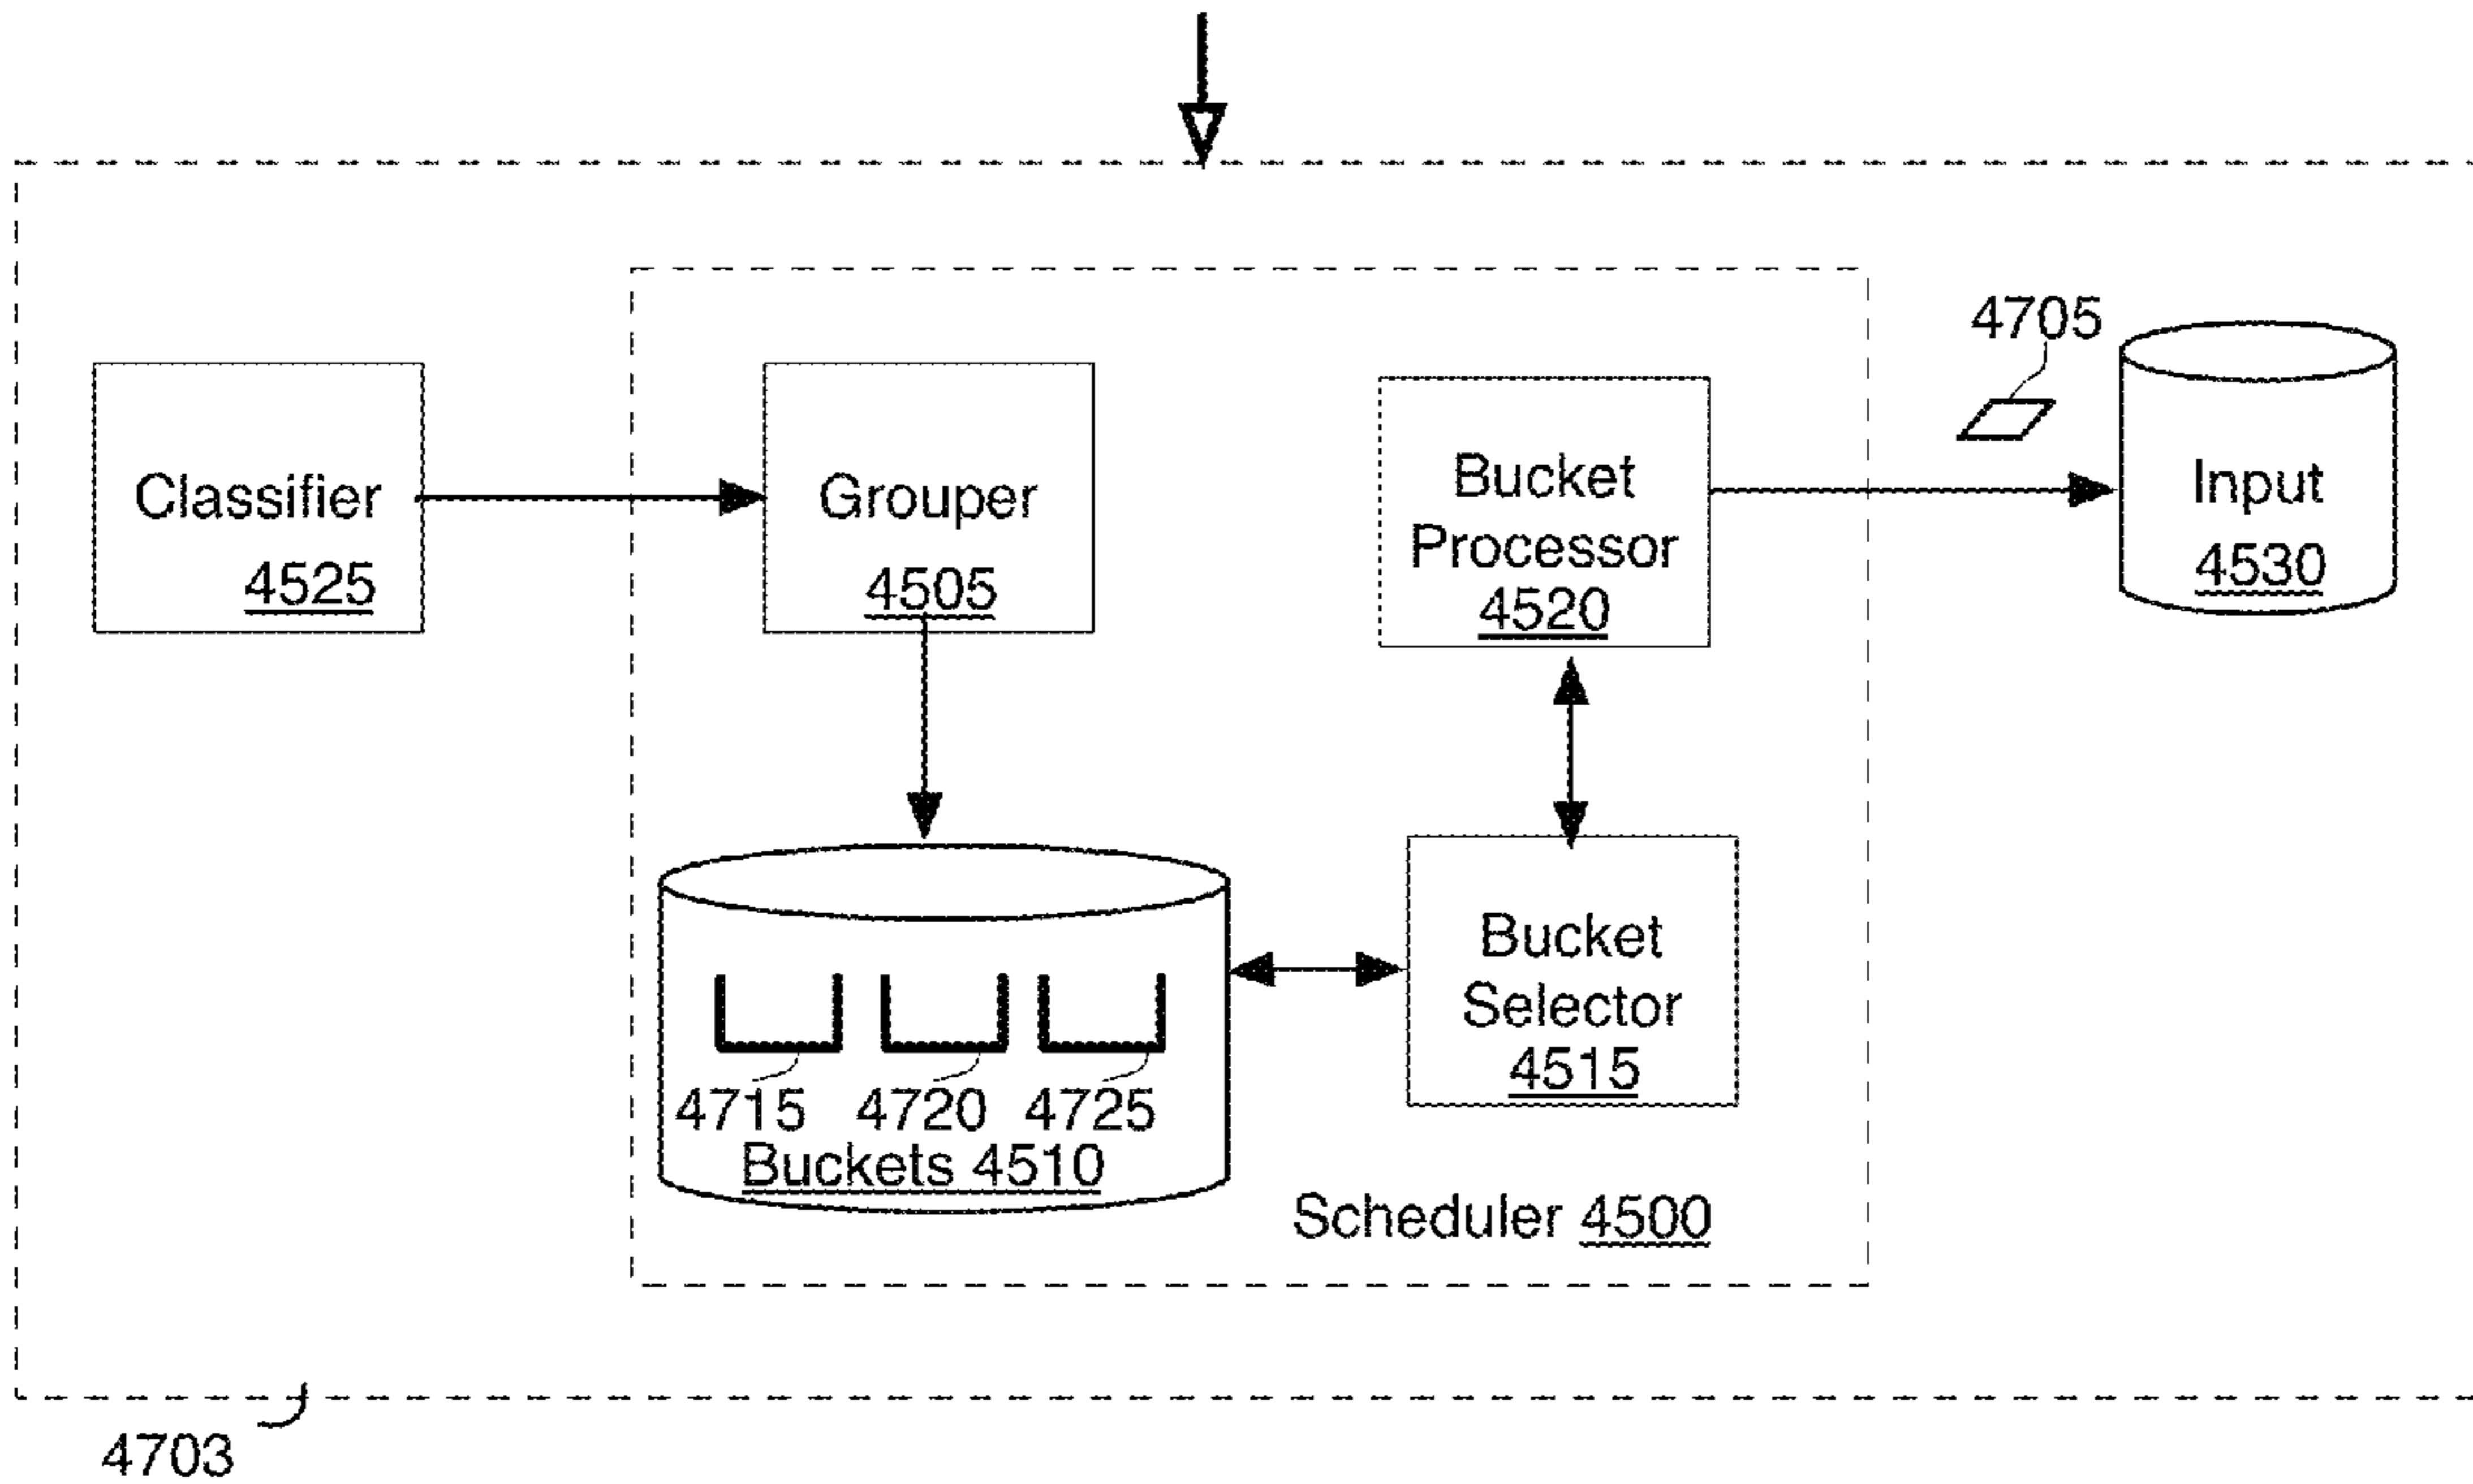 4705
Classifier
4525
Grouper
4505
Bucket
Processor
4520
Input
4530
Bucket
Selector
4515
4715 4720 4725
Buckets 4510
Scheduler 4500
4703